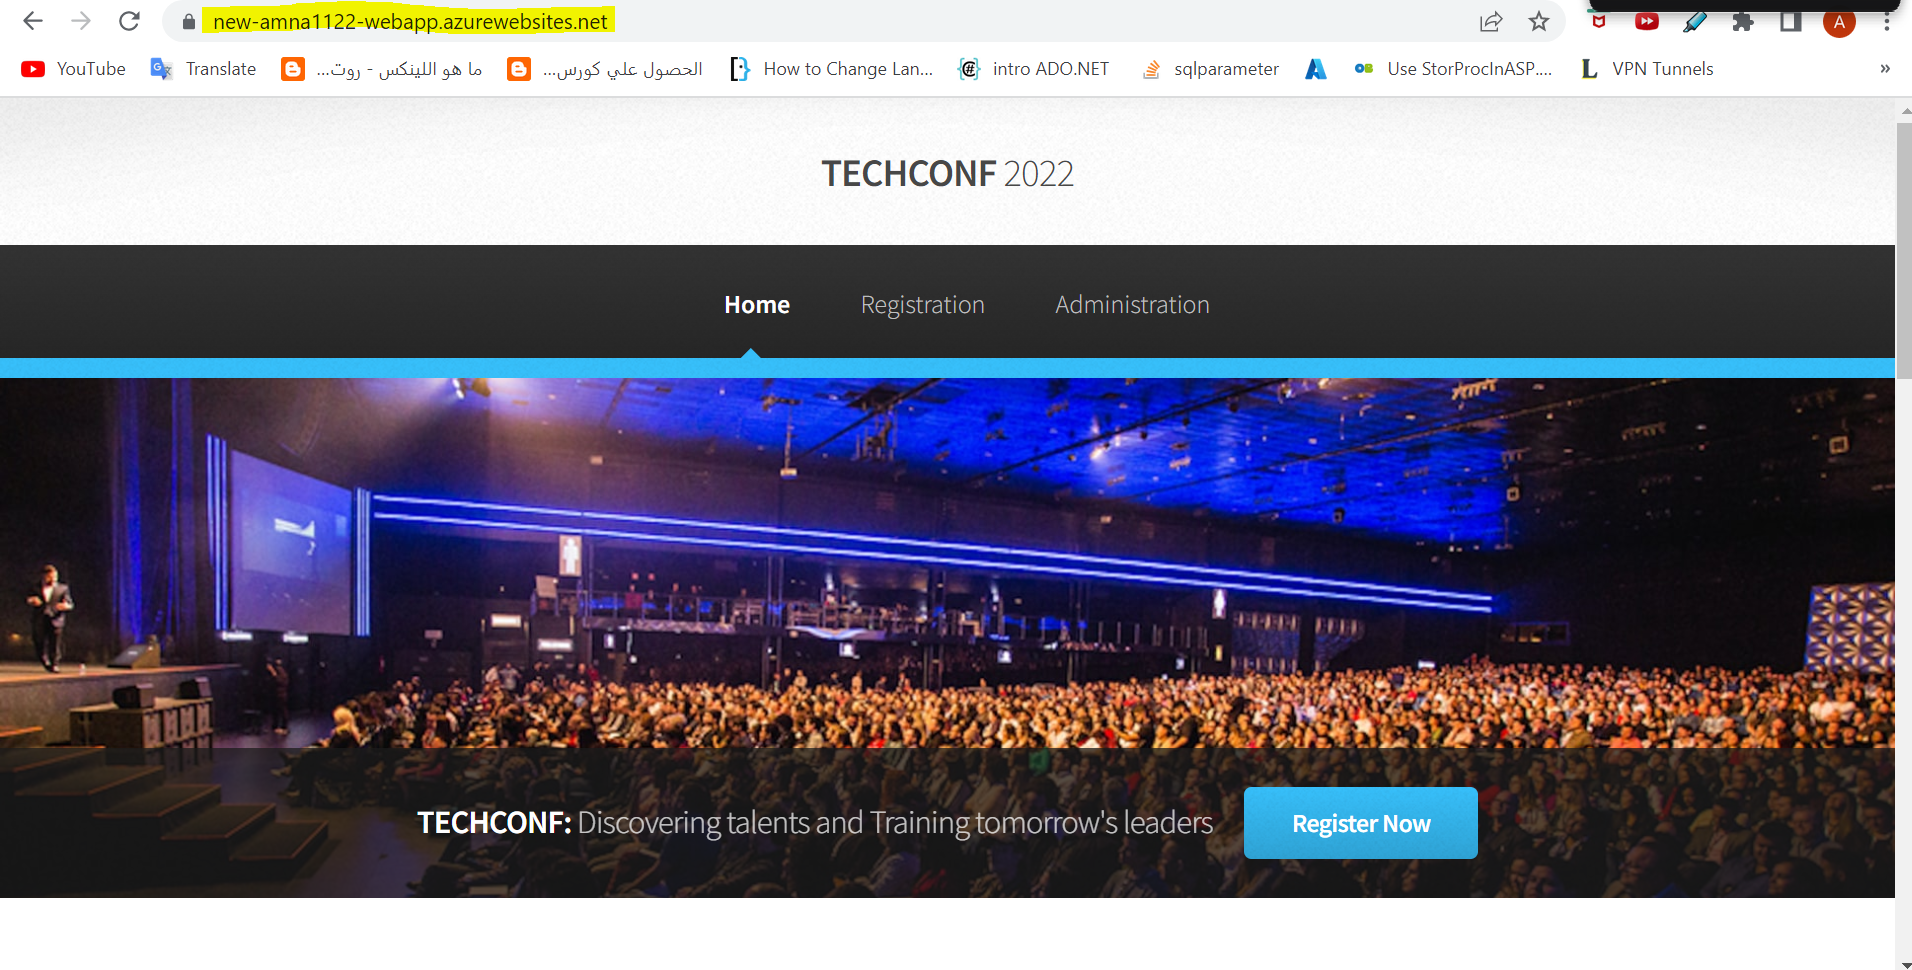 new-amna1122-webapp.azurewebsites.net
A
YouTube
Translate
ما هو اللينكس - روت...
الحصول علي كورس...
How to Change Lan...
intro ADO.NET
sqlparameter
Use StorProcInASP....
VPN Tunnels
»
TECHCONF 2022
Home Registration Administration
TECHCONF: Discovering talents and Training tomorrow's leaders
Register Now